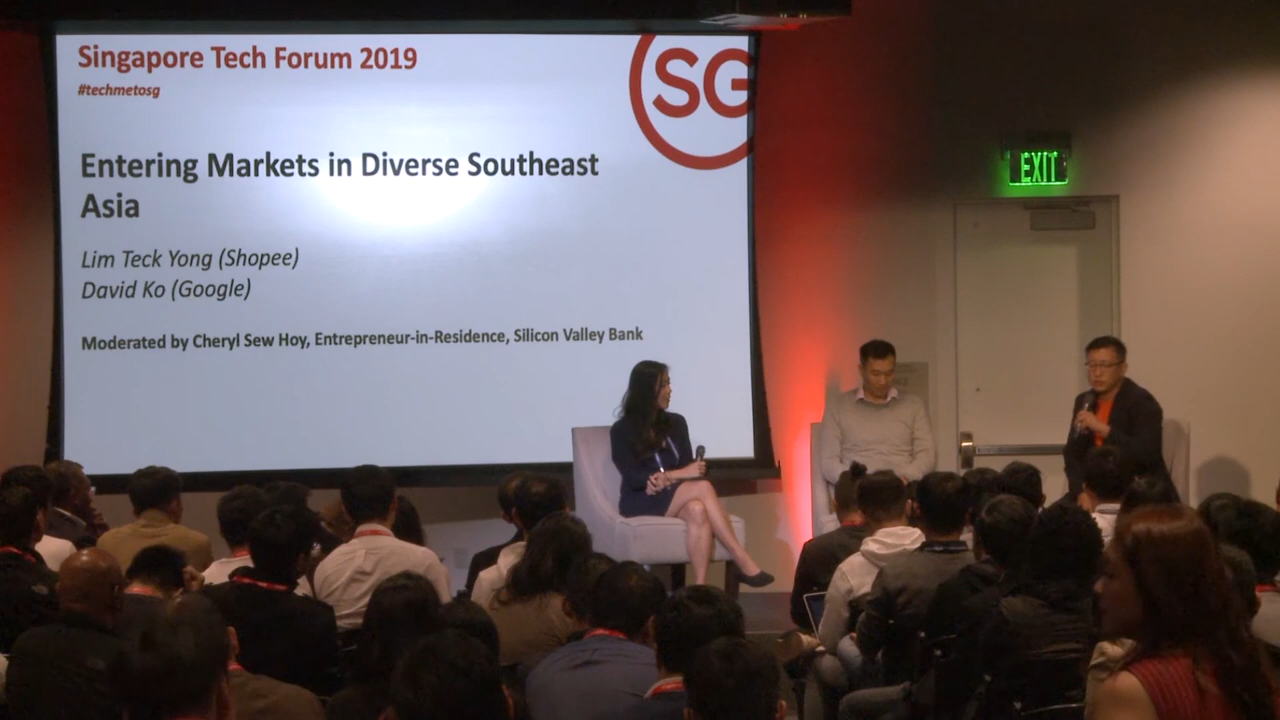 Singapore Tech Forum 2019
#techmetosg
SG
Entering Markets in Diverse Southeast
Asia
Lim Teck Yong (Shopee)
David Ko (Google)
Moderated by Cheryl Sew Hoy, Entrepreneur-in-Residence, Silicon Valley Bank
EXIT